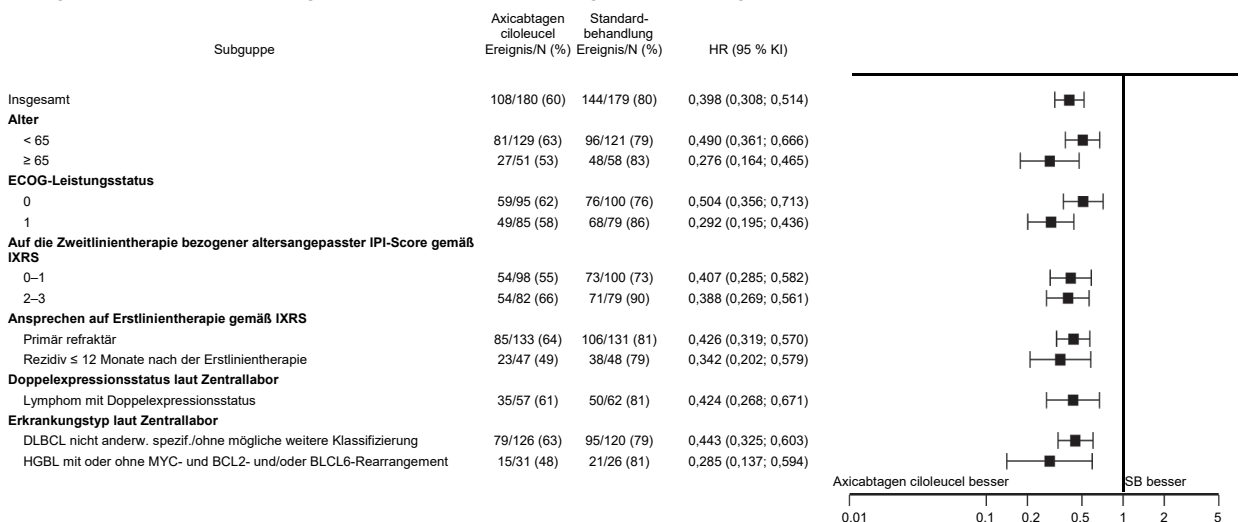 Axicabtagen Standard-
ciloleucel behandlung
Subguppe Ereignis/N (%) Ereignis/N (%) HR (95 % KI)
Insgesamt 108/180 (60) 144/179 (80) 0,398 (0,308; 0,514)
Alter
< 65 81/129 (63) 96/121 (79) 0,490 (0,361; 0,666)
≥ 65 27/51 (53) 48/58 (83) 0,276 (0,164; 0,465)
ECOG-Leistungsstatus
0 59/95 (62) 76/100 (76) 0,504 (0,356; 0,713)
1 49/85 (58) 68/79 (86) 0,292 (0,195; 0,436)
Auf die Zweitlinientherapie bezogener altersangepasster IPI-Score gemäß
IXRS
0–1 54/98 (55) 73/100 (73) 0,407 (0,285; 0,582)
2–3 54/82 (66) 71/79 (90) 0,388 (0,269; 0,561)
Ansprechen auf Erstlinientherapie gemäß IXRS
Primär refraktär 85/133 (64) 106/131 (81) 0,426 (0,319; 0,570)
Rezidiv ≤ 12 Monate nach der Erstlinientherapie 23/47 (49) 38/48 (79) 0,342 (0,202; 0,579)
Doppelexpressionsstatus laut Zentrallabor
Lymphom mit Doppelexpressionsstatus 35/57 (61) 50/62 (81) 0,424 (0,268; 0,671)
Erkrankungstyp laut Zentrallabor
DLBCL nicht anderw. spezif./ohne mögliche weitere Klassifizierung 79/126 (63) 95/120 (79) 0,443 (0,325; 0,603)
HGBL mit oder ohne MYC- und BCL2- und/oder BLCL6-Rearrangement 15/31 (48) 21/26 (81) 0,285 (0,137; 0,594)
Axicabtagen ciloleucel besser SB besser
0.01 0.1 0.2 0.5 1 2 5